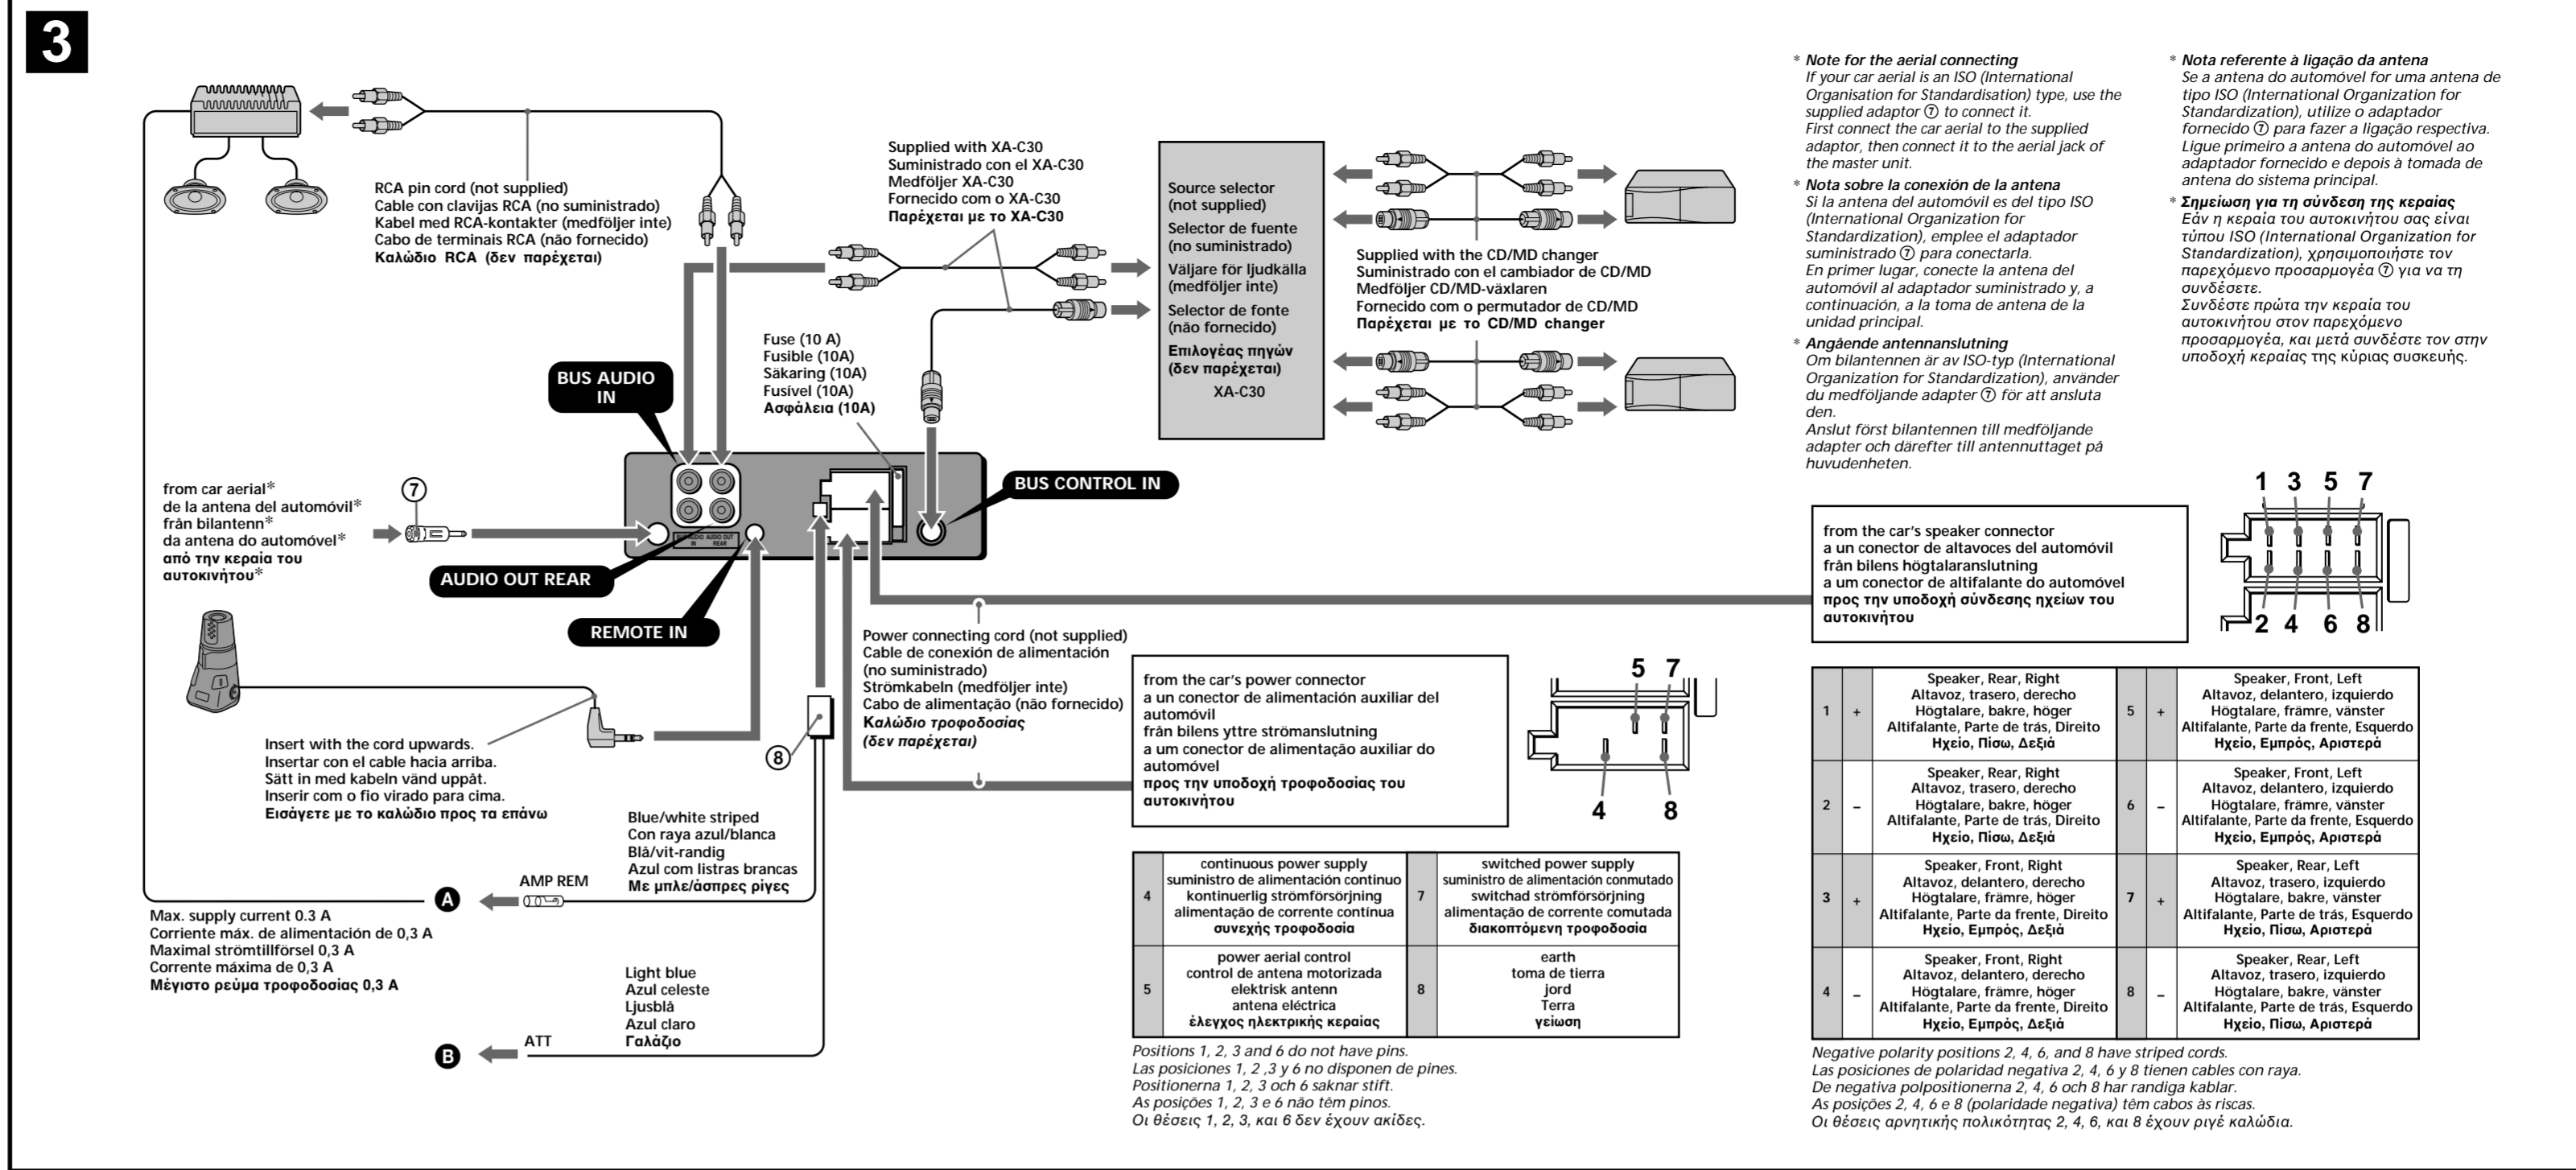 3
RCA pin cord (not supplied)
Cable con clavijas RCA (no suministrado)
Kabel med RCA-kontakter (medföljer inte)
Cabo de terminais RCA (não fornecido)
Καλώδιο RCA (δεν παρέχεται)
Supplied with XA-C30
Suministrado con el XA-C30
Medföljer XA-C30
Fornecido com o XA-C30
Παρέχεται με το XA-C30
Source selector
(not supplied)
Selector de fuente
(no suministrado)
Väljare för ljudkälla
(medföljer inte)
Selector de fonte
(não fornecido)
Επιλογέας πηγών
(δεν παρέχεται)
XA-C30
Supplied with the CD/MD changer
Suministrado con el cambiador de CD/MD
Medföljer CD/MD-växlaren
Fornecido com o permutador de CD/MD
Παρέχεται με το CD/MD changer
Fuse (10 A)
Fusible (10A)
Säkaring (10A)
Fusível (10A)
Ασφάλεια (10A)
BUS AUDIO
IN
BUS CONTROL IN
from car aerial*
de la antena del automóvil*
från bilantenn*
da antena do automóvel*
από την κεραία του
αυτοκινήτου*
7
BUS AUDIO AUDIO OUT
IN REAR
AUDIO OUT REAR
REMOTE IN
Insert with the cord upwards.
Insertar con el cable hacia arriba.
Sätt in med kabeln vänd uppåt.
Inserir com o fio virado para cima.
Εισάγετε με το καλώδιο προς τα επάνω
8
Power connecting cord (not supplied)
Cable de conexión de alimentación
(no suministrado)
Strömkabeln (medföljer inte)
Cabo de alimentação (não fornecido)
Καλώδιο τροφοδοσίας
(δεν παρέχεται)
Blue/white striped
Con raya azul/blanca
Blå/vit-randig
Azul com listras brancas
Με μπλε/άσπρες ρίγες
AMP REM
A
Max. supply current 0.3 A
Corriente máx. de alimentación de 0,3 A
Maximal strömtillförsel 0,3 A
Corrente máxima de 0,3 A
Μέγιστο ρεύμα τροφοδοσίας 0,3 A
Light blue
Azul celeste
Ljusblå
Azul claro
Γαλάζιο
ATT
B
from the car's power connector
a un conector de alimentación auxiliar del
automóvil
från bilens yttre strömanslutning
a um conector de alimentação auxiliar do
automóvel
προς την υποδοχή τροφοδοσίας του
αυτοκινήτου
5 7
4 8
4
continuous power supply
suministro de alimentación continuo
kontinuerlig strömförsörjning
alimentação de corrente contínua
συνεχής τροφοδοσία
7
switched power supply
suministro de alimentación conmutado
switchad strömförsörjning
alimentação de corrente comutada
διακοπτόμενη τροφοδοσία
5
power aerial control
control de antena motorizada
elektrisk antenn
antena eléctrica
έλεγχος ηλεκτρικής κεραίας
8
earth
toma de tierra
jord
Terra
γείωση
Positions 1, 2, 3 and 6 do not have pins.
Las posiciones 1, 2 ,3 y 6 no disponen de pines.
Positionerna 1, 2, 3 och 6 saknar stift.
As posições 1, 2, 3 e 6 não têm pinos.
Οι θέσεις 1, 2, 3, και 6 δεν έχουν ακίδες.
* Note for the aerial connecting
If your car aerial is an ISO (International
Organisation for Standardisation) type, use the
supplied adaptor ⑦ to connect it.
First connect the car aerial to the supplied
adaptor, then connect it to the aerial jack of
the master unit.
* Nota sobre la conexión de la antena
Si la antena del automóvil es del tipo ISO
(International Organization for
Standardization), emplee el adaptador
suministrado ⑦ para conectarla.
En primer lugar, conecte la antena del
automóvil al adaptador suministrado y, a
continuación, a la toma de antena de la
unidad principal.
* Angående antennanslutning
Om bilantennen är av ISO-typ (International
Organization for Standardization), använder
du medföljande adapter ⑦ för att ansluta
den.
Anslut först bilantennen till medföljande
adapter och därefter till antennuttaget på
huvudenheten.
* Nota referente à ligação da antena
Se a antena do automóvel for uma antena de
tipo ISO (International Organization for
Standardization), utilize o adaptador
fornecido ⑦ para fazer a ligação respectiva.
Ligue primeiro a antena do automóvel ao
adaptador fornecido e depois à tomada de
antena do sistema principal.
* Σημείωση για τη σύνδεση της κεραίας
Εάν η κεραία του αυτοκινήτου σας είναι
τύπου ISO (International Organization for
Standardization), χρησιμοποιήστε τον
παρεχόμενο προσαρμογέα ⑦ για να τη
συνδέσετε.
Συνδέστε πρώτα την κεραία του
αυτοκινήτου στον παρεχόμενο
προσαρμογέα, και μετά συνδέστε τον στην
υποδοχή κεραίας της κύριας συσκευής.
from the car's speaker connector
a un conector de altavoces del automóvil
från bilens högtalaranslutning
a um conector de altifalante do automóvel
προς την υποδοχή σύνδεσης ηχείων του
αυτοκινήτου
1 3 5 7
2 4 6 8
1 +
Speaker, Rear, Right
Altavoz, trasero, derecho
Högtalare, bakre, höger
Altifalante, Parte de trás, Direito
Ηχείο, Πίσω, Δεξιά
5 +
Speaker, Front, Left
Altavoz, delantero, izquierdo
Högtalare, främre, vänster
Altifalante, Parte da frente, Esquerdo
Ηχείο, Εμπρός, Αριστερά
2 –
Speaker, Rear, Right
Altavoz, trasero, derecho
Högtalare, bakre, höger
Altifalante, Parte de trás, Direito
Ηχείο, Πίσω, Δεξιά
6 –
Speaker, Front, Left
Altavoz, delantero, izquierdo
Högtalare, främre, vänster
Altifalante, Parte da frente, Esquerdo
Ηχείο, Εμπρός, Αριστερά
3 +
Speaker, Front, Right
Altavoz, delantero, derecho
Högtalare, främre, höger
Altifalante, Parte da frente, Direito
Ηχείο, Εμπρός, Δεξιά
7 +
Speaker, Rear, Left
Altavoz, trasero, izquierdo
Högtalare, bakre, vänster
Altifalante, Parte de trás, Esquerdo
Ηχείο, Πίσω, Αριστερά
4 –
Speaker, Front, Right
Altavoz, delantero, derecho
Högtalare, främre, höger
Altifalante, Parte da frente, Direito
Ηχείο, Εμπρός, Δεξιά
8 –
Speaker, Rear, Left
Altavoz, trasero, izquierdo
Högtalare, bakre, vänster
Altifalante, Parte de trás, Esquerdo
Ηχείο, Πίσω, Αριστερά
Negative polarity positions 2, 4, 6, and 8 have striped cords.
Las posiciones de polaridad negativa 2, 4, 6 y 8 tienen cables con raya.
De negativa polpositionerna 2, 4, 6 och 8 har randiga kablar.
As posições 2, 4, 6 e 8 (polaridade negativa) têm cabos às riscas.
Οι θέσεις αρνητικής πολικότητας 2, 4, 6, και 8 έχουν ριγέ καλώδια.